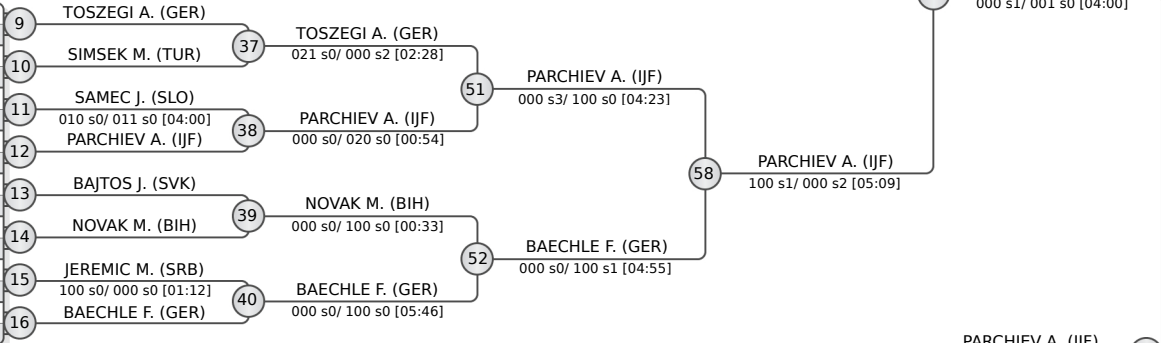 000 s1/ 001 s0 [04:00]
9
TOSZEGI A. (GER)
10
SIMSEK M. (TUR)
37
TOSZEGI A. (GER)
021 s0/ 000 s2 [02:28]
11
SAMEC J. (SLO)
010 s0/ 011 s0 [04:00]
12
PARCHIEV A. (IJF)
38
PARCHIEV A. (IJF)
000 s0/ 020 s0 [00:54]
51
PARCHIEV A. (IJF)
000 s3/ 100 s0 [04:23]
13
BAJTOS J. (SVK)
14
NOVAK M. (BIH)
39
NOVAK M. (BIH)
000 s0/ 100 s0 [00:33]
15
JEREMIC M. (SRB)
100 s0/ 000 s0 [01:12]
16
BAECHLE F. (GER)
40
BAECHLE F. (GER)
000 s0/ 100 s0 [05:46]
52
BAECHLE F. (GER)
000 s0/ 100 s1 [04:55]
58
PARCHIEV A. (IJF)
100 s1/ 000 s2 [05:09]
PARCHIEV A. (IJF)